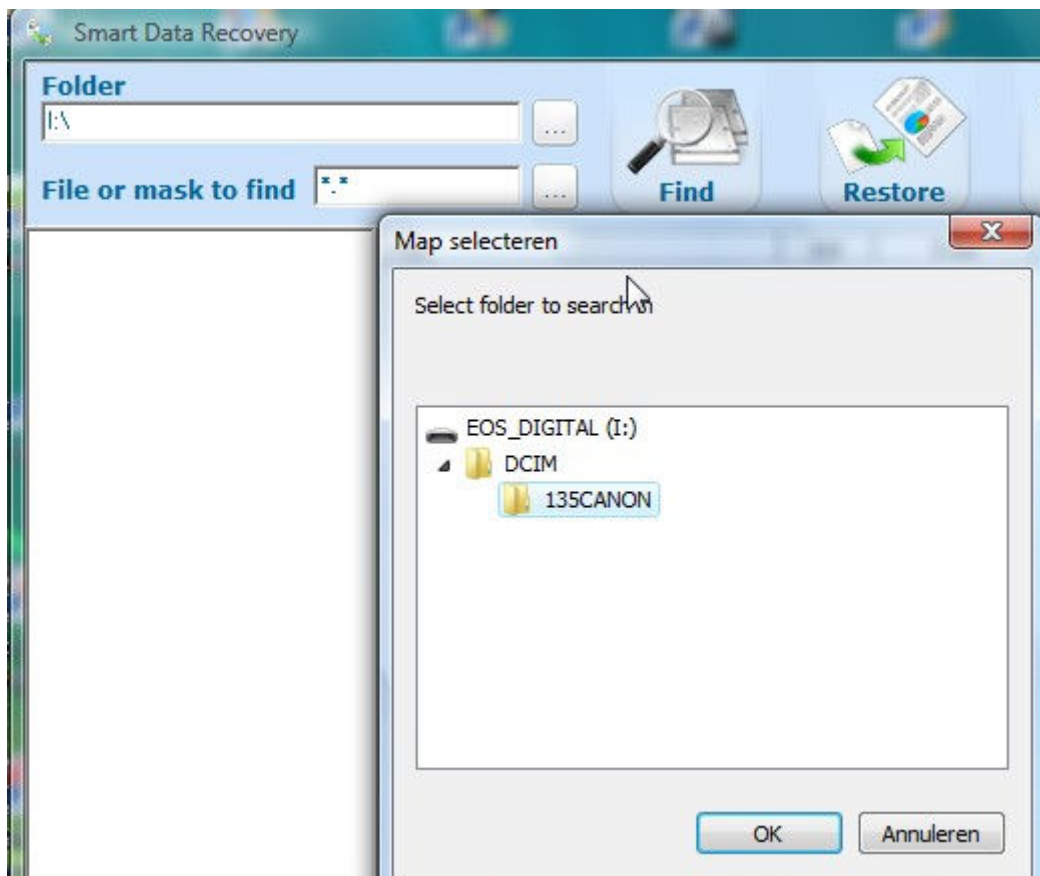 Smart Data Recovery
Folder
I:\
...
File or mask to find
*.*
...
Find
Restore
Map selecteren
Select folder to search in
EOS_DIGITAL (I:)
DCIM
135CANON
OK
Annuleren